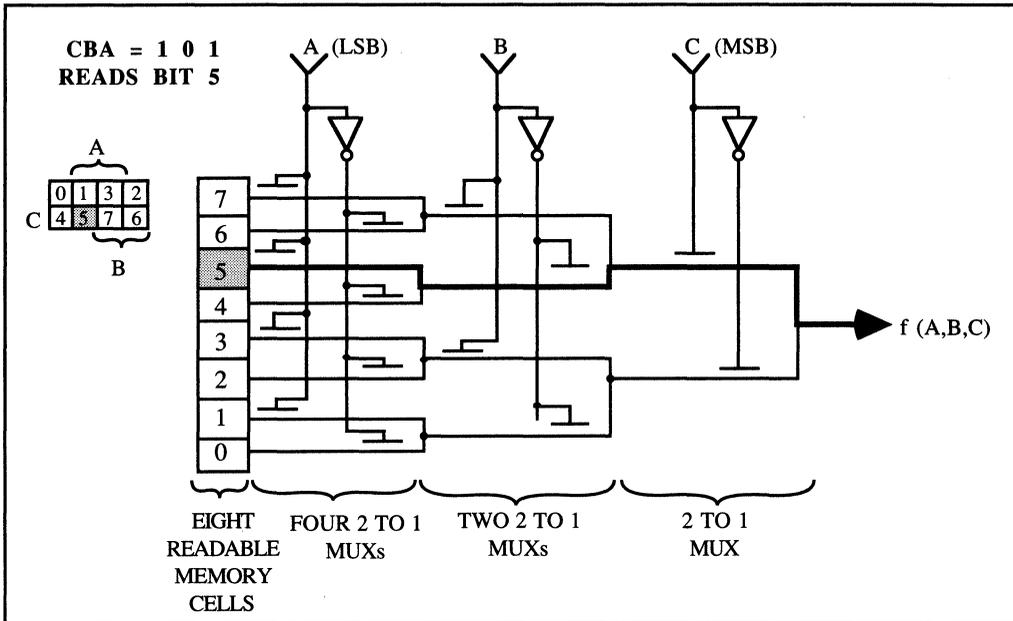 CBA = 1 0 1
READS BIT 5
A (LSB)
B
C (MSB)
A
0 1 3 2
C 4 5 7 6
B
7
6
5
4
3
2
1
0
f (A,B,C)
EIGHT
READABLE
MEMORY
CELLS
FOUR 2 TO 1
MUXs
TWO 2 TO 1
MUXs
2 TO 1
MUX